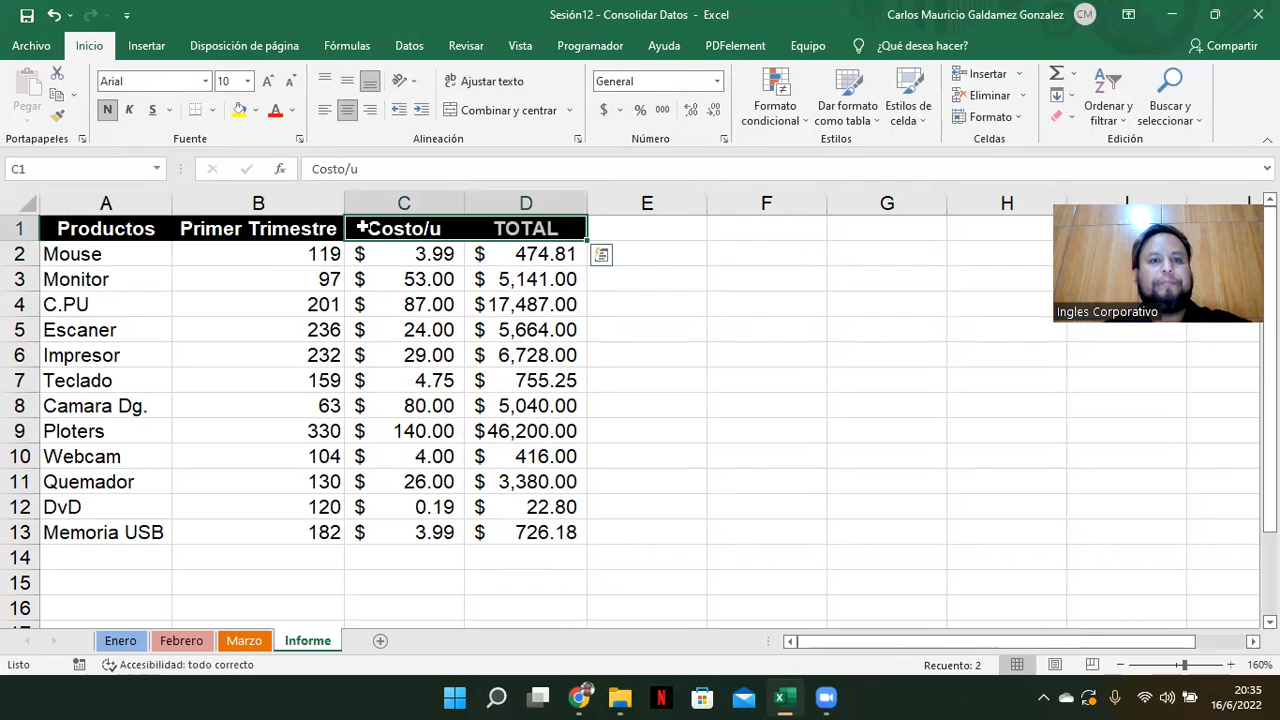 Sesión12 - Consolidar Datos - Excel
Carlos Mauricio Galdamez Gonzalez
CM
Archivo Inicio Insertar Disposición de página Fórmulas Datos Revisar Vista Programador Ayuda PDFelement Equipo ¿Qué desea hacer? Compartir
Pegar
Arial 10
N K S
Ajustar texto
Combinar y centrar
General
$ % 000
Formato condicional
Dar formato como tabla
Estilos de celda
Insertar
Eliminar
Formato
Ordenar y filtrar
Buscar y seleccionar
Portapapeles Fuente Alineación Número Estilos Celdas Edición
C1 fx Costo/u
A B C D E F G H I
1 Productos Primer Trimestre Costo/u TOTAL
2 Mouse 119 $ 3.99 $ 474.81
3 Monitor 97 $ 53.00 $ 5,141.00
4 C.PU 201 $ 87.00 $17,487.00
5 Escaner 236 $ 24.00 $ 5,664.00
6 Impresor 232 $ 29.00 $ 6,728.00
7 Teclado 159 $ 4.75 $ 755.25
8 Camara Dg. 63 $ 80.00 $ 5,040.00
9 Ploters 330 $ 140.00 $46,200.00
10 Webcam 104 $ 4.00 $ 416.00
11 Quemador 130 $ 26.00 $ 3,380.00
12 DvD 120 $ 0.19 $ 22.80
13 Memoria USB 182 $ 3.99 $ 726.18
14
15
16
Ingles Corporativo
Enero Febrero Marzo Informe
Listo Accesibilidad: todo correcto Recuento: 2 160%
20:35
16/6/2022